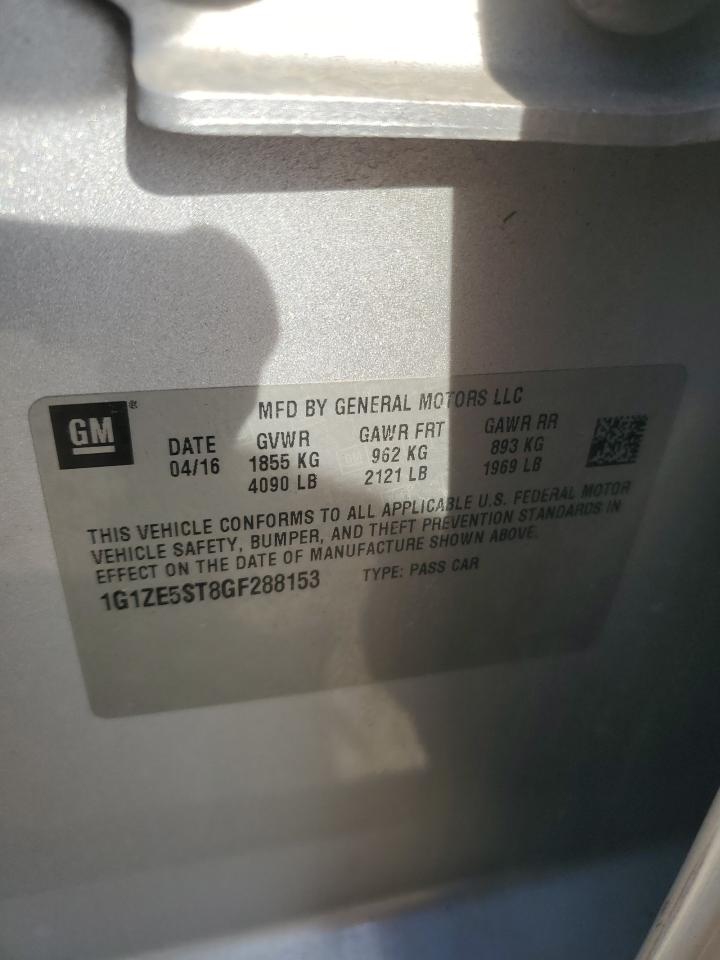 GM®
MFD BY GENERAL MOTORS LLC
DATE GVWR GAWR FRT GAWR RR
04/16 1855 KG 962 KG 893 KG
4090 LB 2121 LB 1969 LB
THIS VEHICLE CONFORMS TO ALL APPLICABLE U.S. FEDERAL MOTOR
VEHICLE SAFETY, BUMPER, AND THEFT PREVENTION STANDARDS IN
EFFECT ON THE DATE OF MANUFACTURE SHOWN ABOVE.
1G1ZE5ST8GF288153 TYPE: PASS CAR